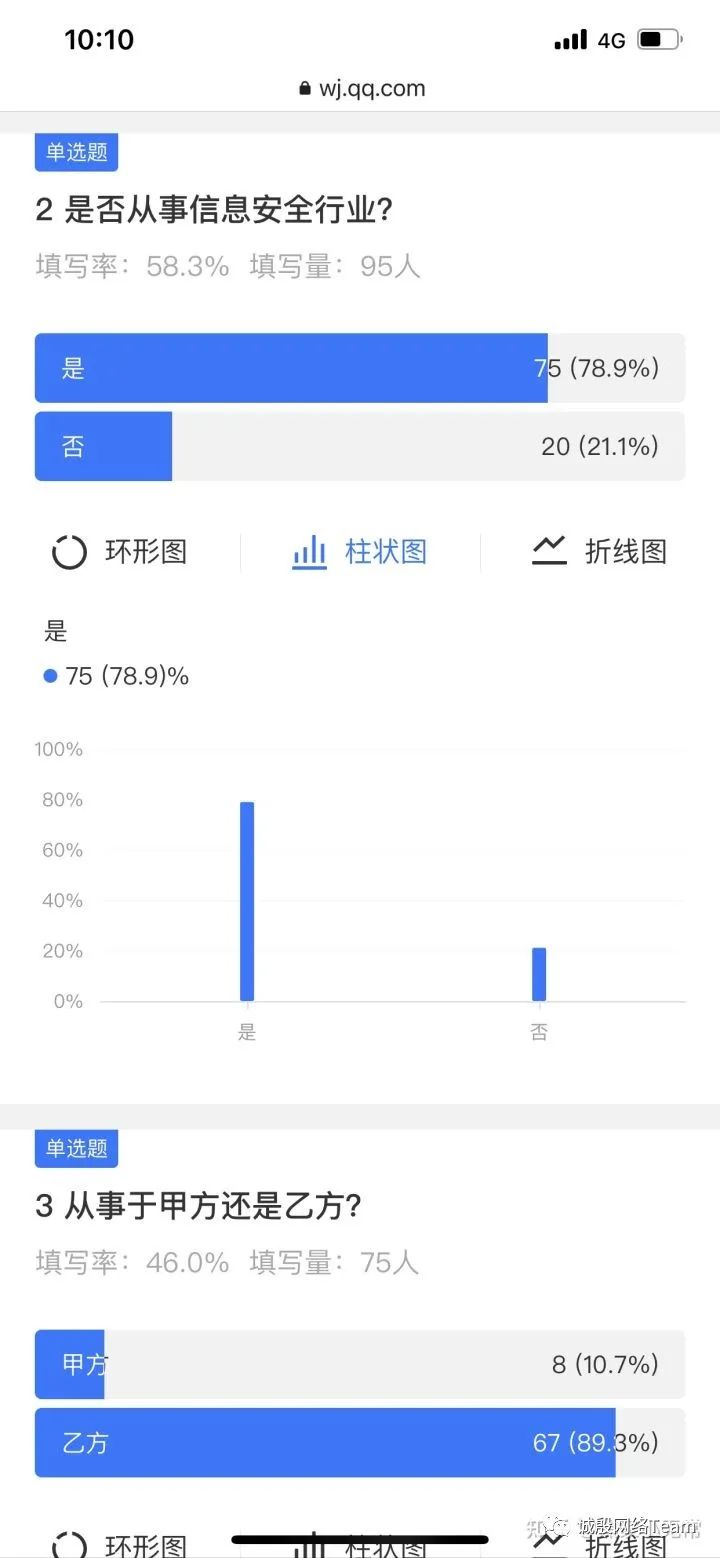 10:10
4G
wj.qq.com
单选题
2 是否从事信息安全行业?
填写率：58.3% 填写量：95人
是 75 (78.9%)
否 20 (21.1%)
环形图 柱状图 折线图
是
75 (78.9)%
100%
80%
60%
40%
20%
0%
是 否
单选题
3 从事于甲方还是乙方?
填写率：46.0% 填写量：75人
甲方 8 (10.7%)
乙方 67 (89.3%)
诚殷网络Team
环形图 柱状图 折线图